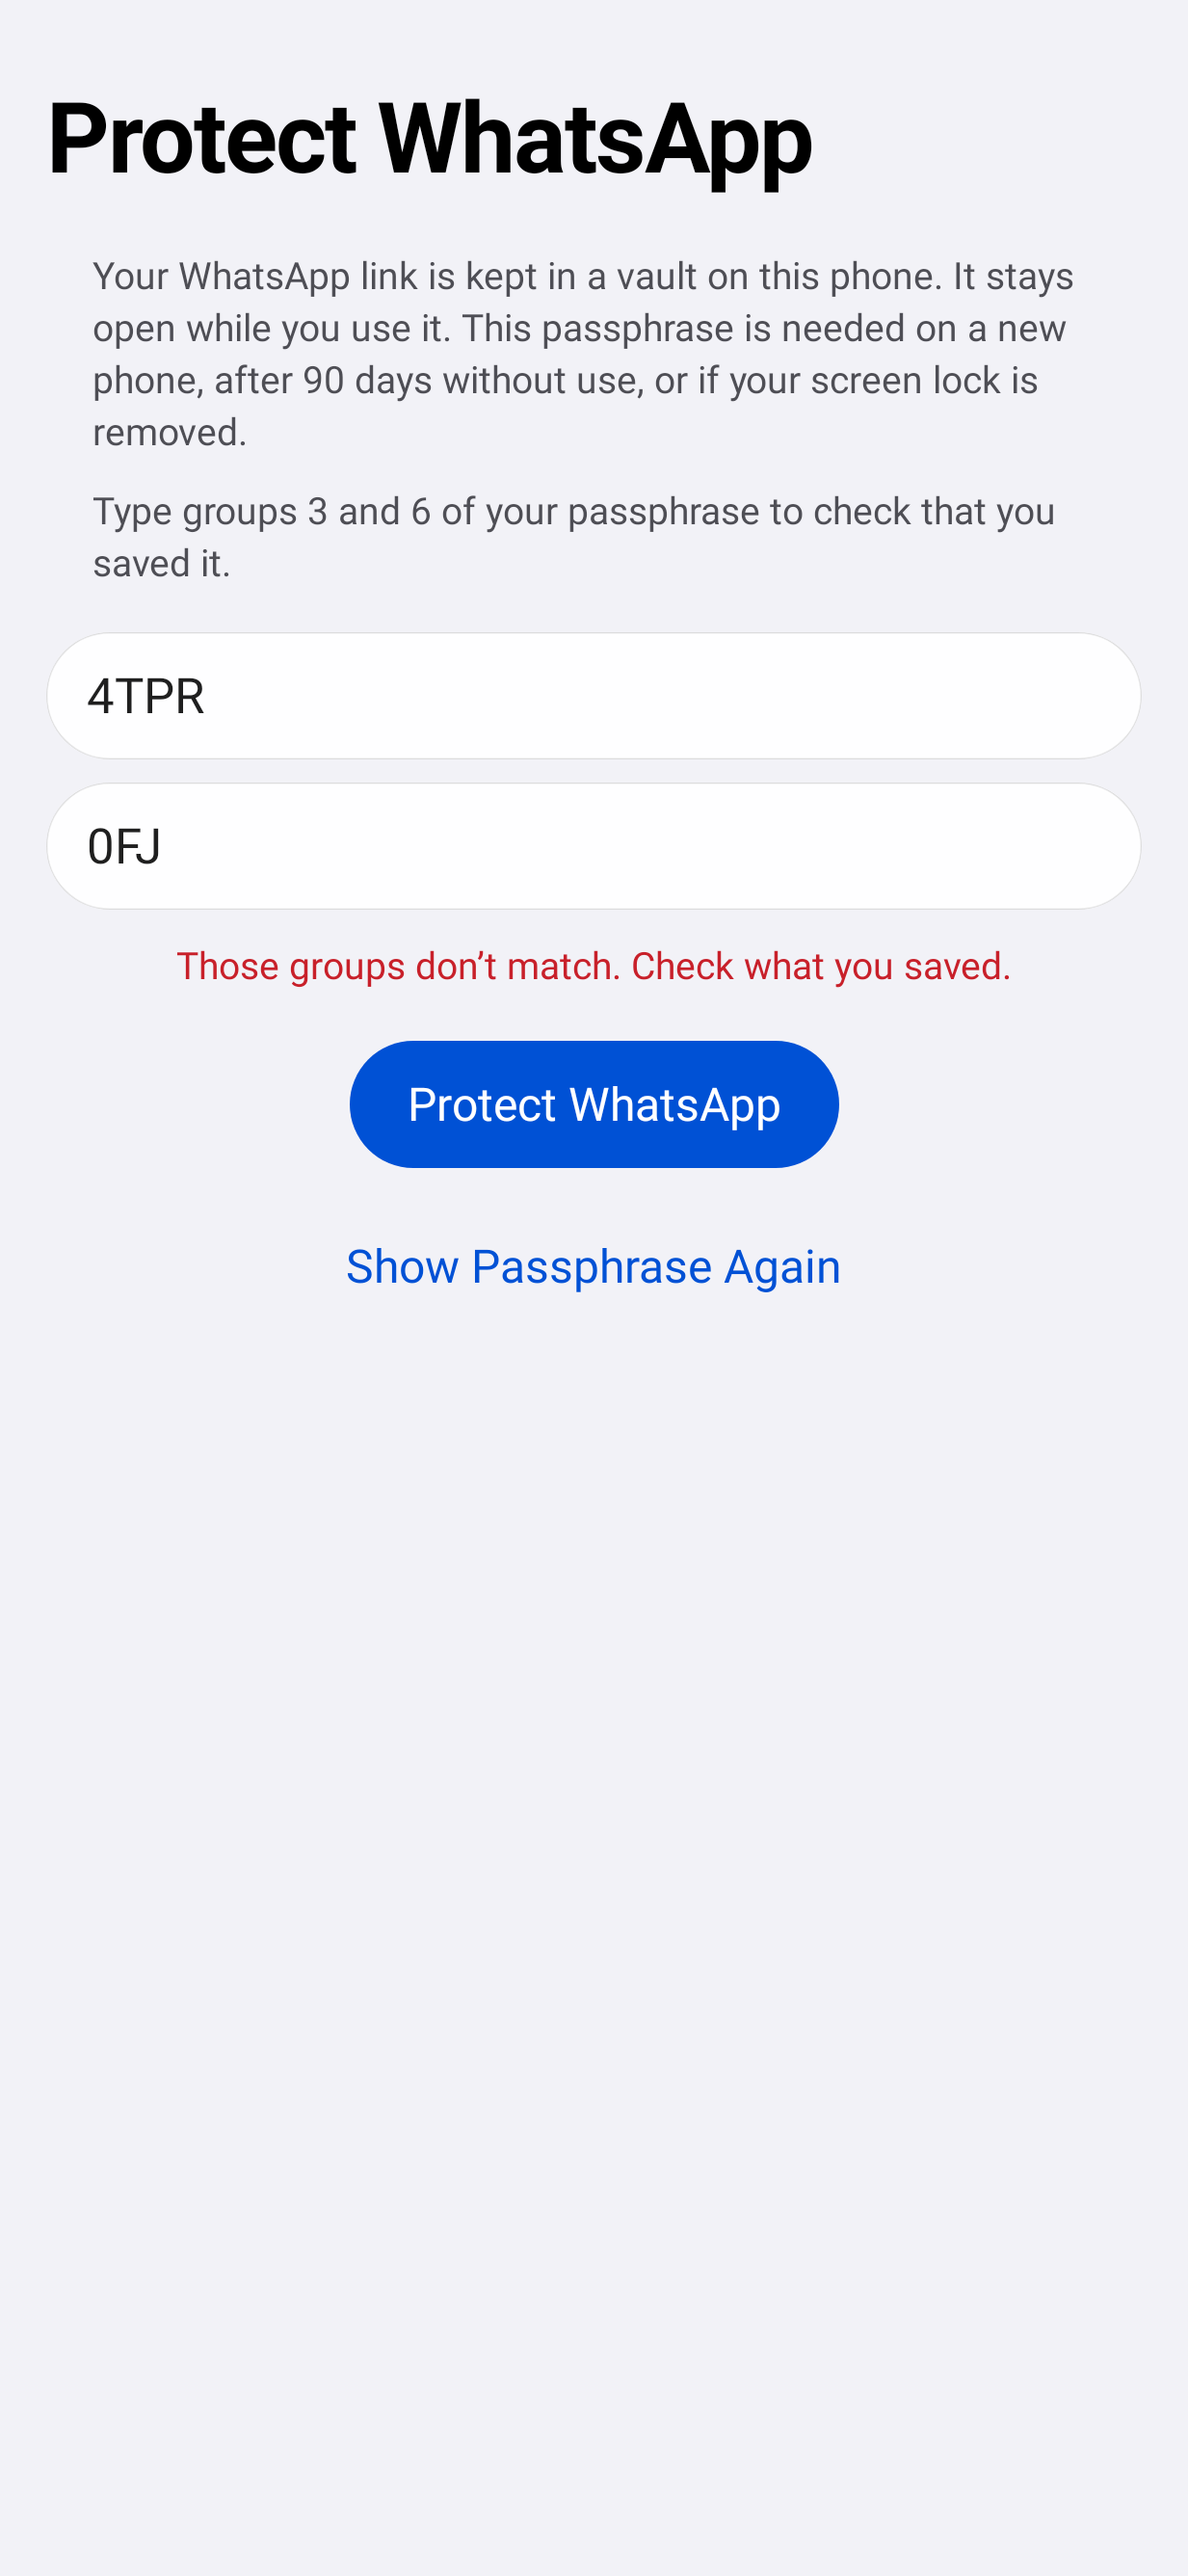 Protect WhatsApp
Your WhatsApp link is kept in a vault on this phone. It stays
open while you use it. This passphrase is needed on a new
phone, after 90 days without use, or if your screen lock is
removed.
Type groups 3 and 6 of your passphrase to check that you
saved it.
4TPR
0FJ
Those groups don’t match. Check what you saved.
Protect WhatsApp
Show Passphrase Again